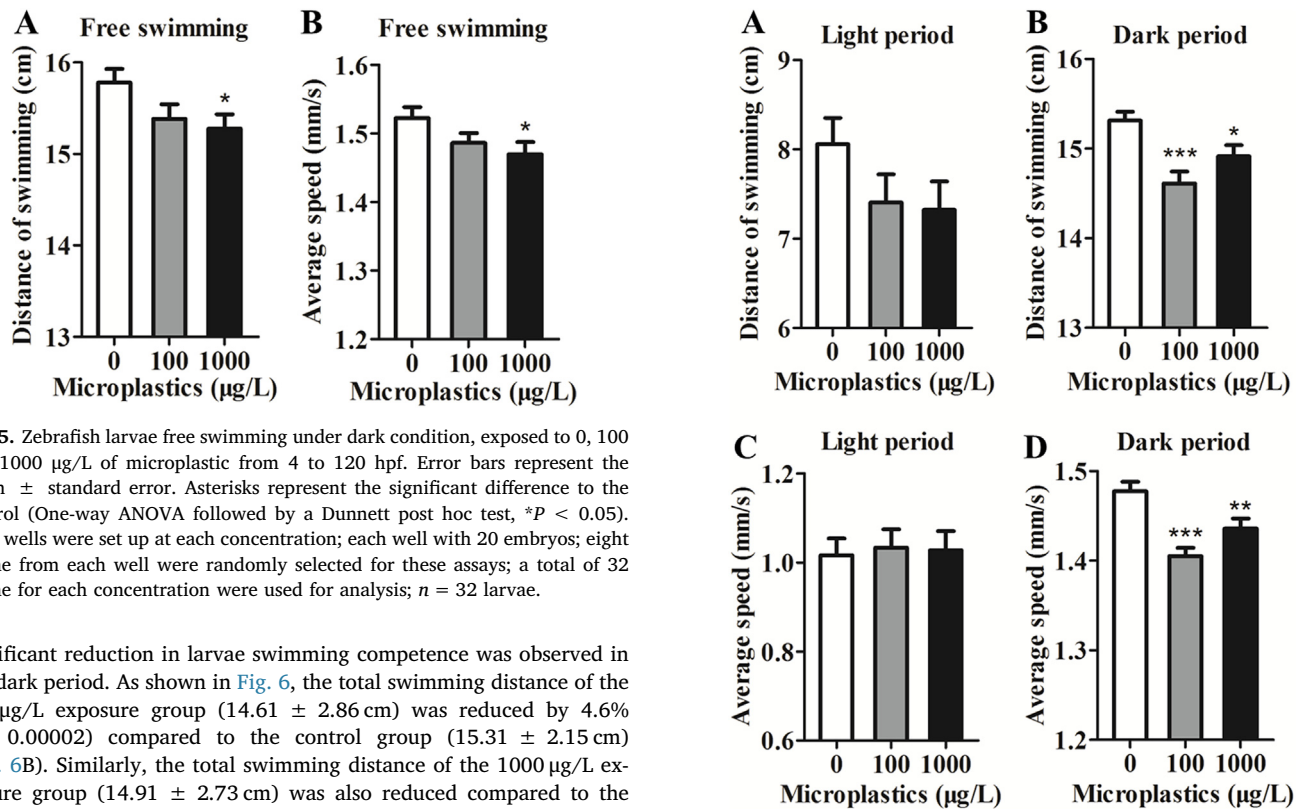 A
Free swimming
Distance of swimming (cm)
16
15
14
13
*
0 100 1000
Microplastics (μg/L)
B
Free swimming
Average speed (mm/s)
1.6
1.5
1.4
1.3
1.2
*
0 100 1000
Microplastics (μg/L)
5. Zebrafish larvae free swimming under dark condition, exposed to 0, 100
1000 μg/L of microplastic from 4 to 120 hpf. Error bars represent the
± standard error. Asterisks represent the significant difference to the
(One-way ANOVA followed by a Dunnett post hoc test, *P < 0.05).
wells were set up at each concentration; each well with 20 embryos; eight
from each well were randomly selected for these assays; a total of 32
for each concentration were used for analysis; n = 32 larvae.
ificant reduction in larvae swimming competence was observed in
dark period. As shown in Fig. 6, the total swimming distance of the
μg/L exposure group (14.61 ± 2.86 cm) was reduced by 4.6%
0.00002) compared to the control group (15.31 ± 2.15 cm)
6B). Similarly, the total swimming distance of the 1000 μg/L ex-
ure group (14.91 ± 2.73 cm) was also reduced compared to the
A
Light period
Distance of swimming (cm)
9
8
7
6
0 100 1000
Microplastics (μg/L)
B
Dark period
Distance of swimming (cm)
16
15
14
13
***
*
0 100 1000
Microplastics (μg/L)
C
Light period
Average speed (mm/s)
1.2
1.0
0.8
0.6
0 100 1000
Microplastics (μg/L)
D
Dark period
Average speed (mm/s)
1.5
1.4
1.3
1.2
***
**
0 100 1000
Microplastics (μg/L)